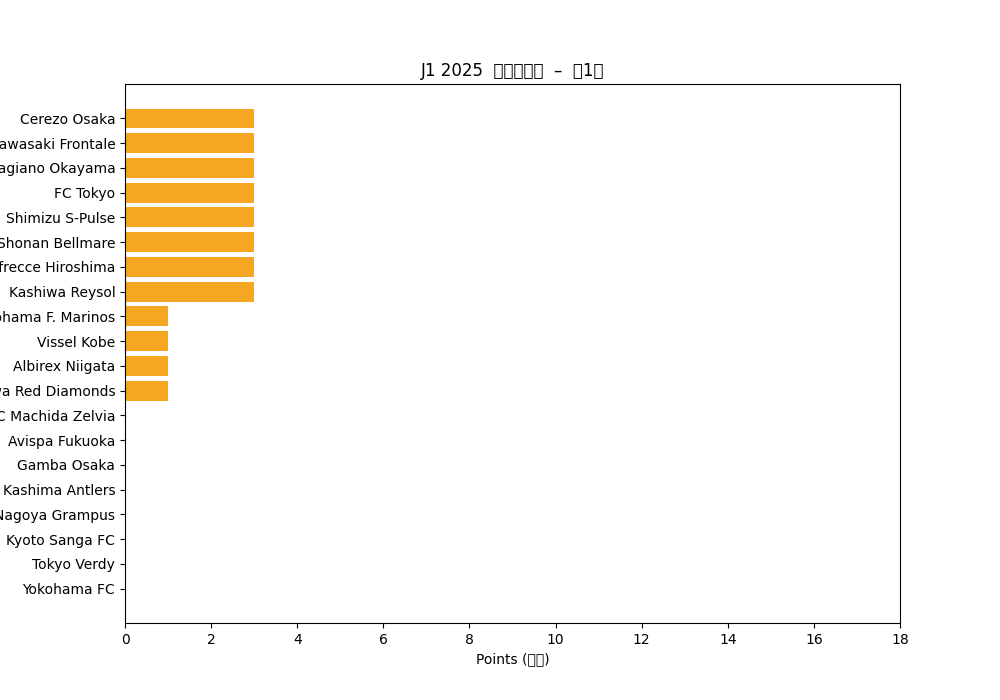 J1 2025 – 1
Cerezo Osaka
awasaki Frontale
agiano Okayama
FC Tokyo
Shimizu S-Pulse
Shonan Bellmare
frecce Hiroshima
Kashiwa Reysol
ohama F. Marinos
Vissel Kobe
Albirex Niigata
wa Red Diamonds
C Machida Zelvia
Avispa Fukuoka
Gamba Osaka
Kashima Antlers
Nagoya Grampus
Kyoto Sanga FC
Tokyo Verdy
Yokohama FC
0 2 4 6 8 10 12 14 16 18
Points